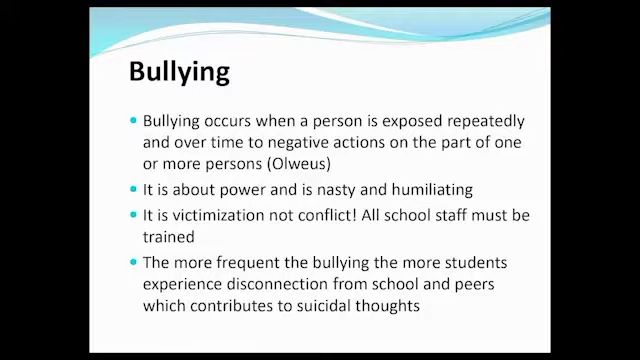 Bullying
Bullying occurs when a person is exposed repeatedly
and over time to negative actions on the part of one
or more persons (Olweus)
It is about power and is nasty and humiliating
It is victimization not conflict! All school staff must be
trained
The more frequent the bullying the more students
experience disconnection from school and peers
which contributes to suicidal thoughts